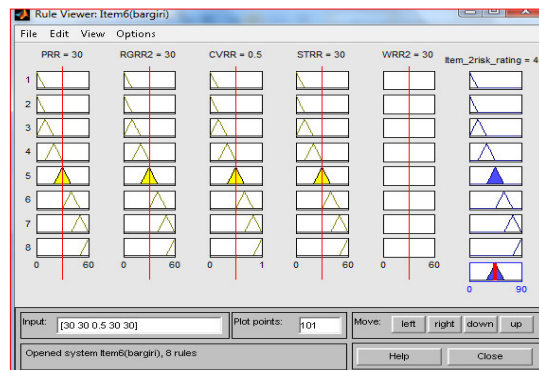 Rule Viewer: Item6(bargiri)
File Edit View Options
PRR = 30 RGRR2 = 30 CVRR = 0.5 STRR = 30 WRR2 = 30 Item_2risk_rating = 4
1
2
3
4
5
6
7
8
0 60 0 60 0 1 0 60 0 60
0 90
Input: [30 30 0.5 30 30] Plot points: 101 Move: left right down up
Opened system Item6(bargiri), 8 rules Help Close